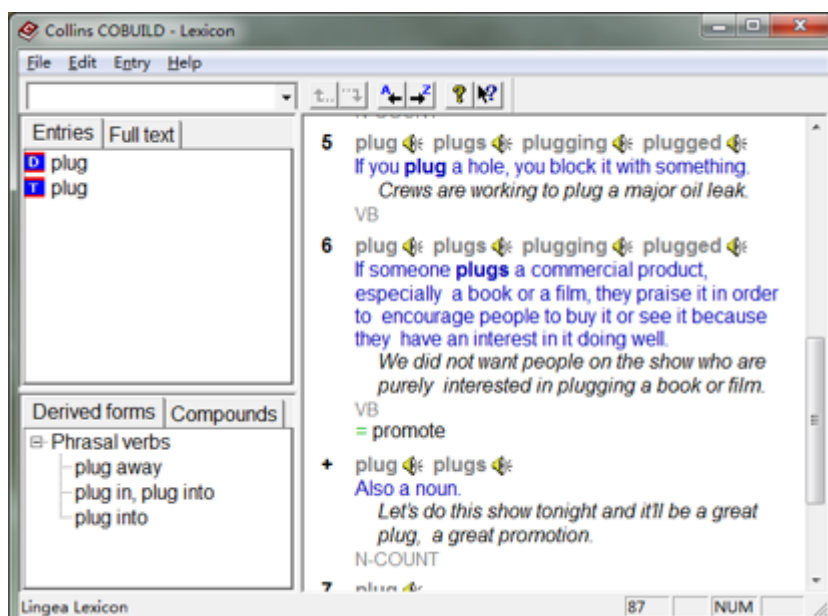 Collins COBUILD - Lexicon
File Edit Entry Help
Entries Full text
D plug
T plug
Derived forms Compounds
Phrasal verbs
plug away
plug in, plug into
plug into
N-COUNT
5 plug plugs plugging plugged
If you plug a hole, you block it with something.
Crews are working to plug a major oil leak.
VB
6 plug plugs plugging plugged
If someone plugs a commercial product,
especially a book or a film, they praise it in order
to encourage people to buy it or see it because
they have an interest in it doing well.
We did not want people on the show who are
purely interested in plugging a book or film.
VB
= promote
+ plug plugs
Also a noun.
Let's do this show tonight and it'll be a great
plug, a great promotion.
N-COUNT
7 plug
Lingea Lexicon 87 NUM